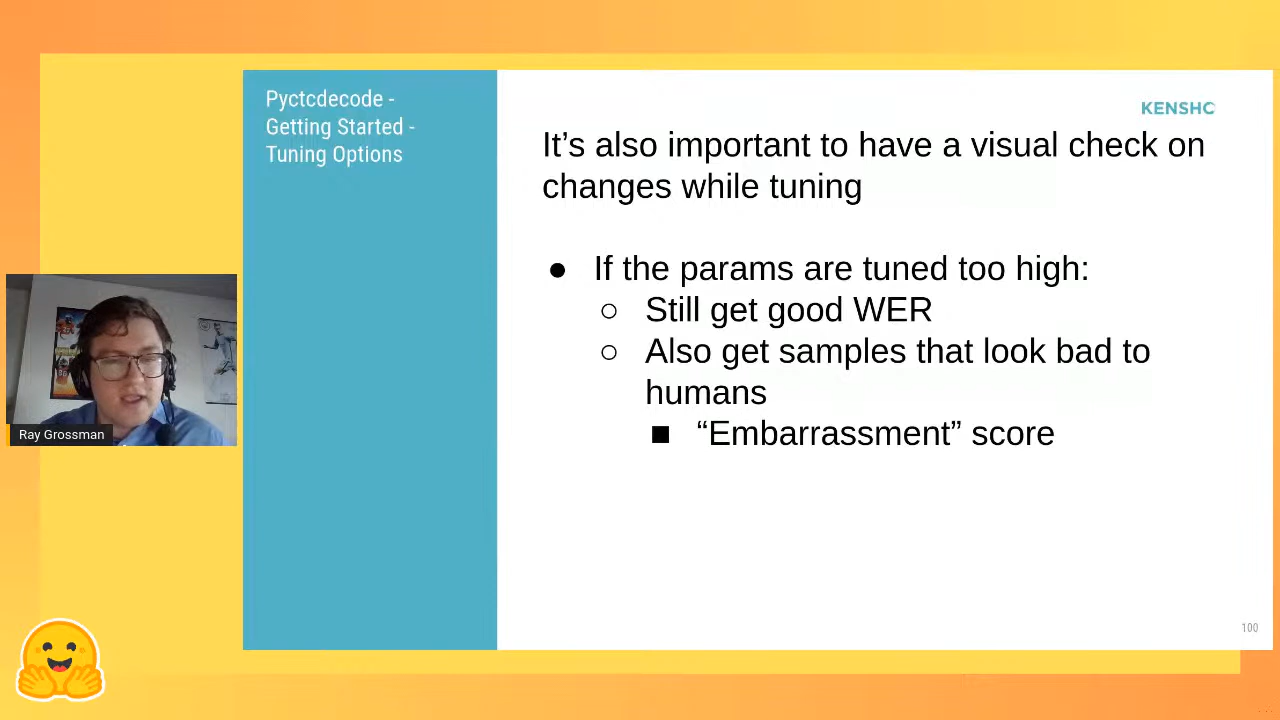 Pyctcdecode -
Getting Started -
Tuning Options
KENSHO
It's also important to have a visual check on
changes while tuning
● If the params are tuned too high:
○ Still get good WER
○ Also get samples that look bad to
humans
■ “Embarrassment” score
Ray Grossman
100